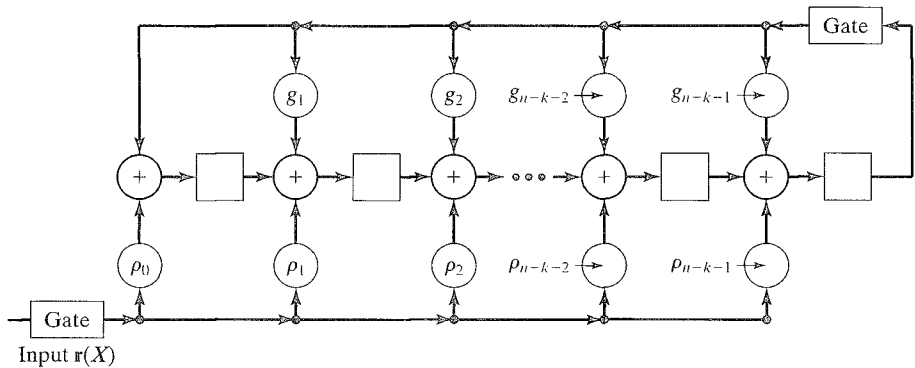 Gate
g₁ g₂ gₙ₋ₖ₋₂ gₙ₋ₖ₋₁
+ + + + +
ρ₀ ρ₁ ρ₂ ρₙ₋ₖ₋₂ ρₙ₋ₖ₋₁
Gate
Input r(X)